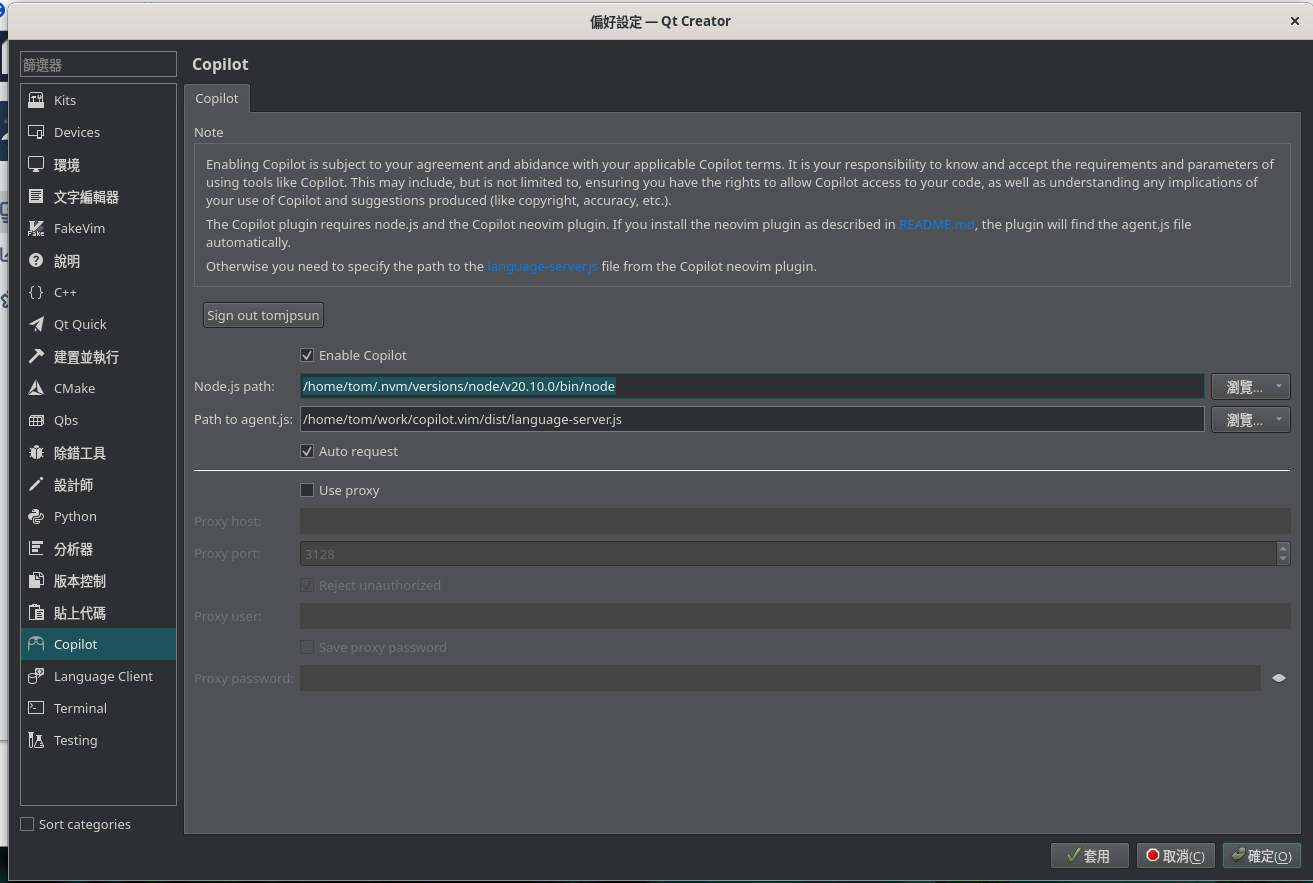 偏好設定 — Qt Creator
篩選器
Kits
Devices
環境
文字編輯器
FakeVim
說明
C++
Qt Quick
建置並執行
CMake
Qbs
除錯工具
設計師
Python
分析器
版本控制
貼上代碼
Copilot
Language Client
Terminal
Testing
Sort categories
Copilot
Copilot
Note
Enabling Copilot is subject to your agreement and abidance with your applicable Copilot terms. It is your responsibility to know and accept the requirements and parameters of
using tools like Copilot. This may include, but is not limited to, ensuring you have the rights to allow Copilot access to your code, as well as understanding any implications of
your use of Copilot and suggestions produced (like copyright, accuracy, etc.).
The Copilot plugin requires node.js and the Copilot neovim plugin. If you install the neovim plugin as described in README.md, the plugin will find the agent.js file
automatically.
Otherwise you need to specify the path to the language-server.js file from the Copilot neovim plugin.
Sign out tomjpsun
Enable Copilot
Node.js path: /home/tom/.nvm/versions/node/v20.10.0/bin/node 瀏覽...
Path to agent.js: /home/tom/work/copilot.vim/dist/language-server.js 瀏覽...
Auto request
Use proxy
Proxy host:
Proxy port: 3128
Reject unauthorized
Proxy user:
Save proxy password
Proxy password:
套用 取消(C) 確定(O)